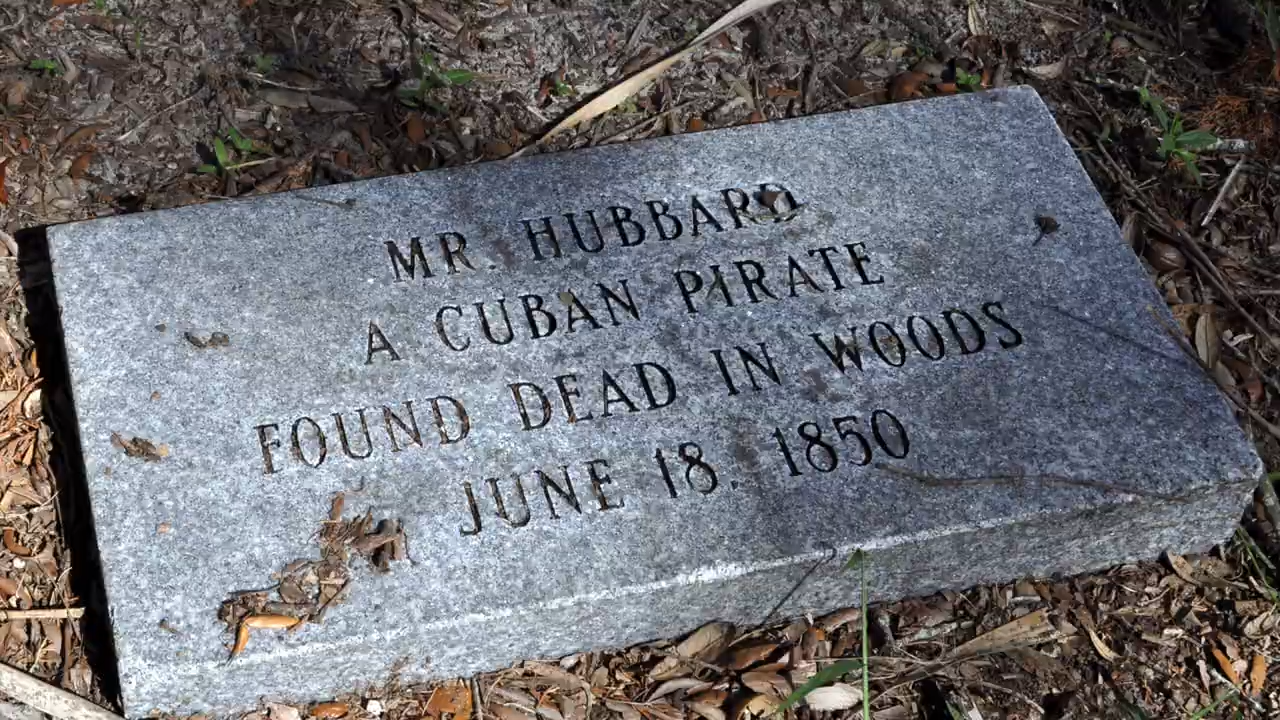 MR. HUBBARD
A CUBAN PIRATE
FOUND DEAD IN WOODS
JUNE 18, 1850